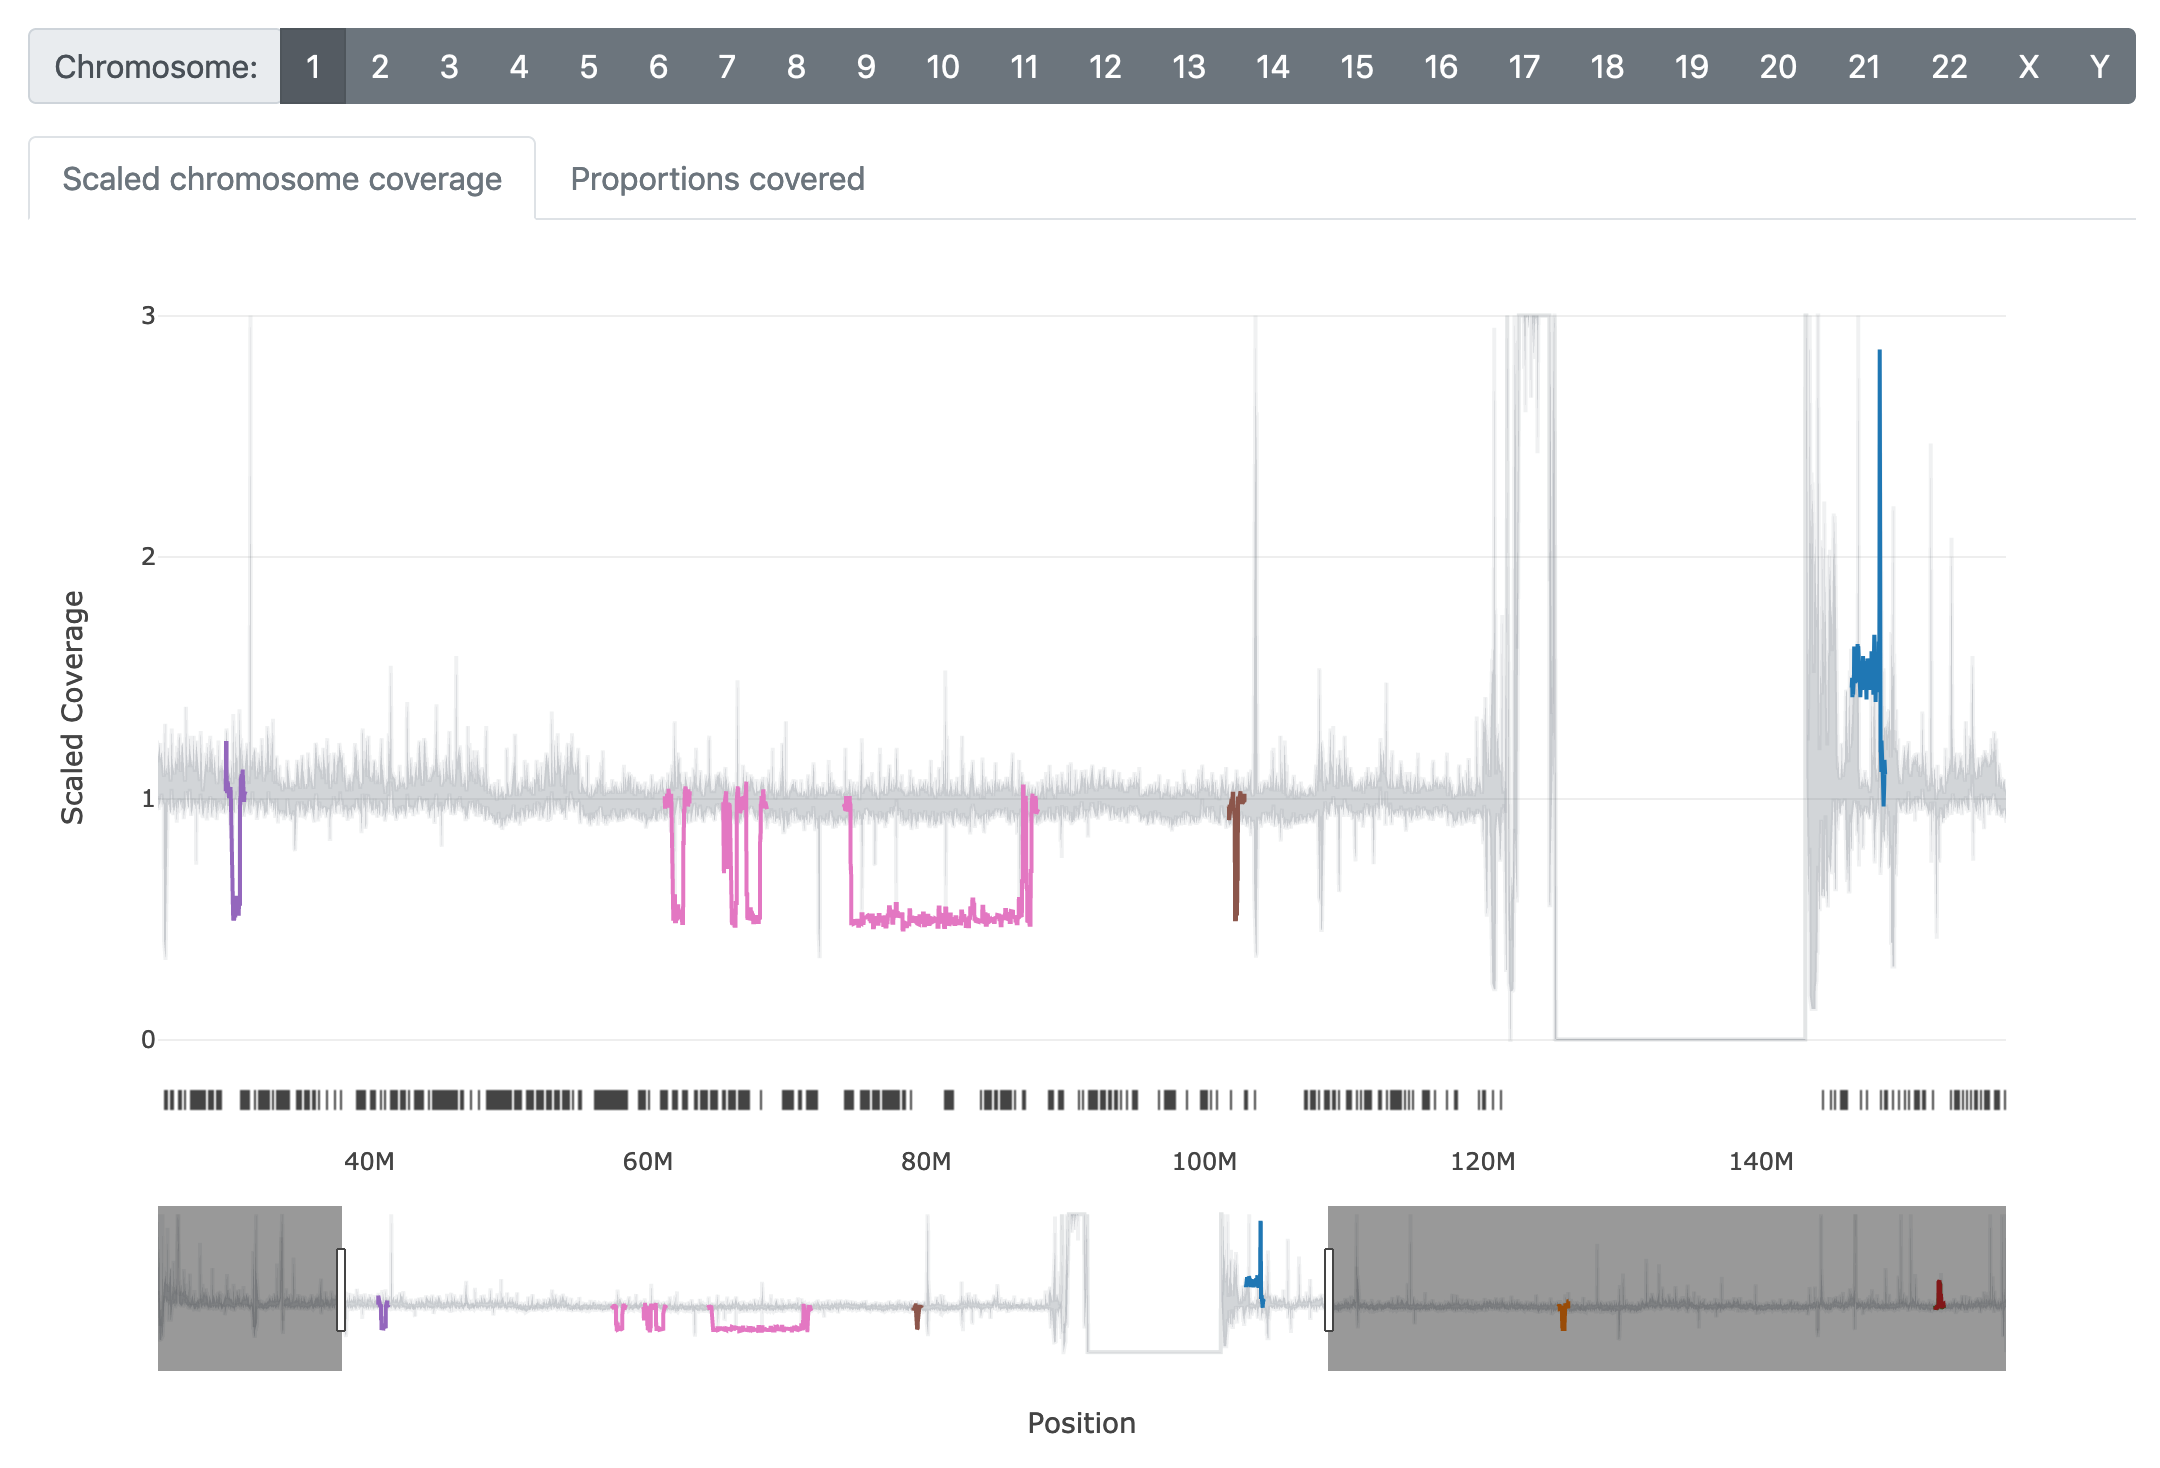 Chromosome: 1 2 3 4 5 6 7 8 9 10 11 12 13 14 15 16 17 18 19 20 21 22 X Y
Scaled chromosome coverage Proportions covered
3
2
1
0
Scaled Coverage
40M 60M 80M 100M 120M 140M
Position